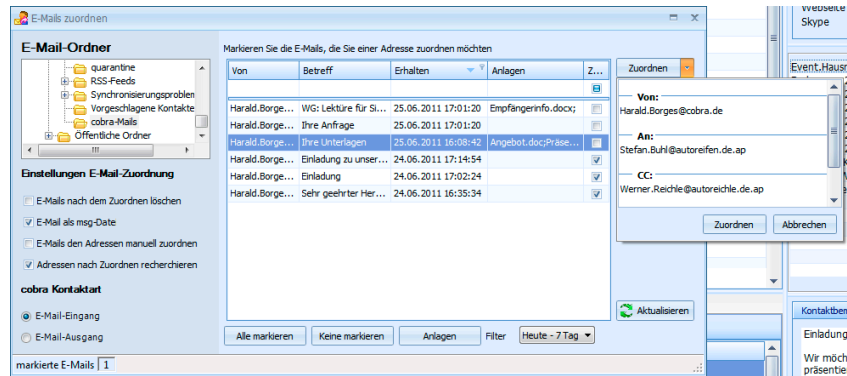 E-Mails zuordnen
Webseite
Skype
E-Mail-Ordner
Markieren Sie die E-Mails, die Sie einer Adresse zuordnen möchten
quarantine
RSS-Feeds
Synchronisierungsproblen
Vorgeschlagene Kontakte
cobra-Mails
Öffentliche Ordner
Von Betreff Erhalten Anlagen Z...
Harald.Borge... WG: Lektüre für Si... 25.06.2011 17:01:20 Empfängerinfo.docx;
Harald.Borge... Ihre Anfrage 25.06.2011 17:01:20
Harald.Borge... Ihre Unterlagen 25.06.2011 16:08:42 Angebot.doc;Präse...
Harald.Borge... Einladung zu unser... 24.06.2011 17:14:54
Harald.Borge... Einladung 24.06.2011 17:02:24
Harald.Borge... Sehr geehrter Her... 24.06.2011 16:35:34
Zuordnen
Event.Hausm
Von:
Harald.Borges@cobra.de
An:
Stefan.Buhl@autoreifen.de.ap
CC:
Werner.Reichle@autoreichle.de.ap
Zuordnen Abbrechen
Einstellungen E-Mail-Zuordnung
E-Mails nach dem Zuordnen löschen
E-Mail als msg-Date
E-Mails den Adressen manuell zuordnen
Adressen nach Zuordnen recherchieren
cobra Kontaktart
E-Mail-Eingang
E-Mail-Ausgang
Aktualisieren
Alle markieren Keine markieren Anlagen Filter Heute - 7 Tag
markierte E-Mails 1
Kontaktbem
Einladung
Wir möch
präsentie